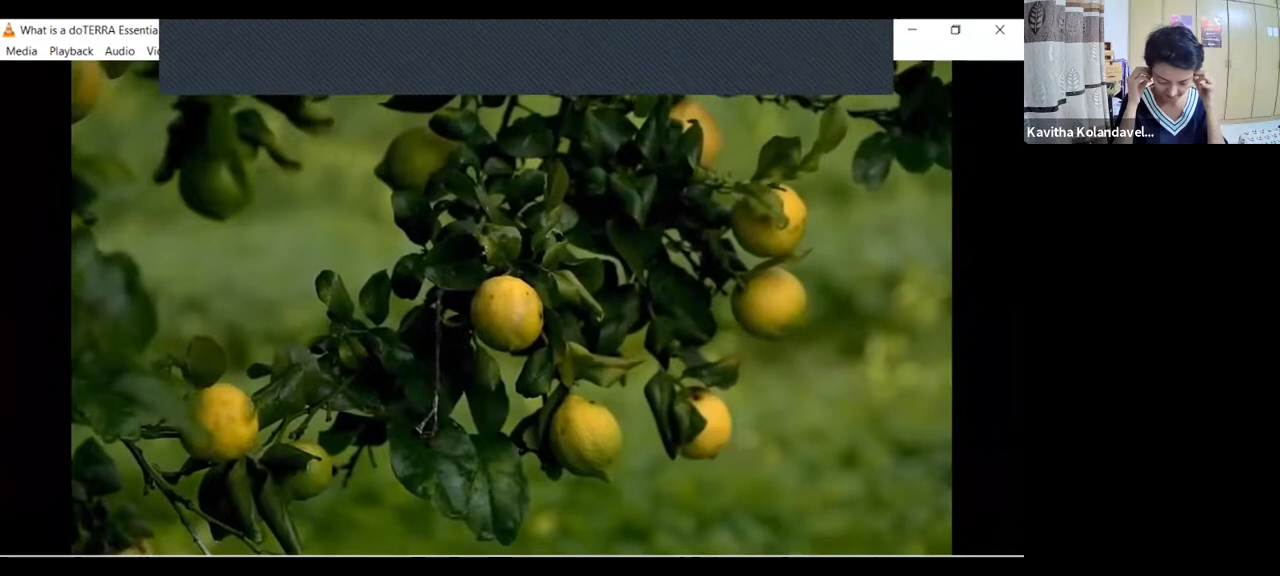 What is a doTERRA Essentia
Media Playback Audio Vi
Kavitha Kolandavel...